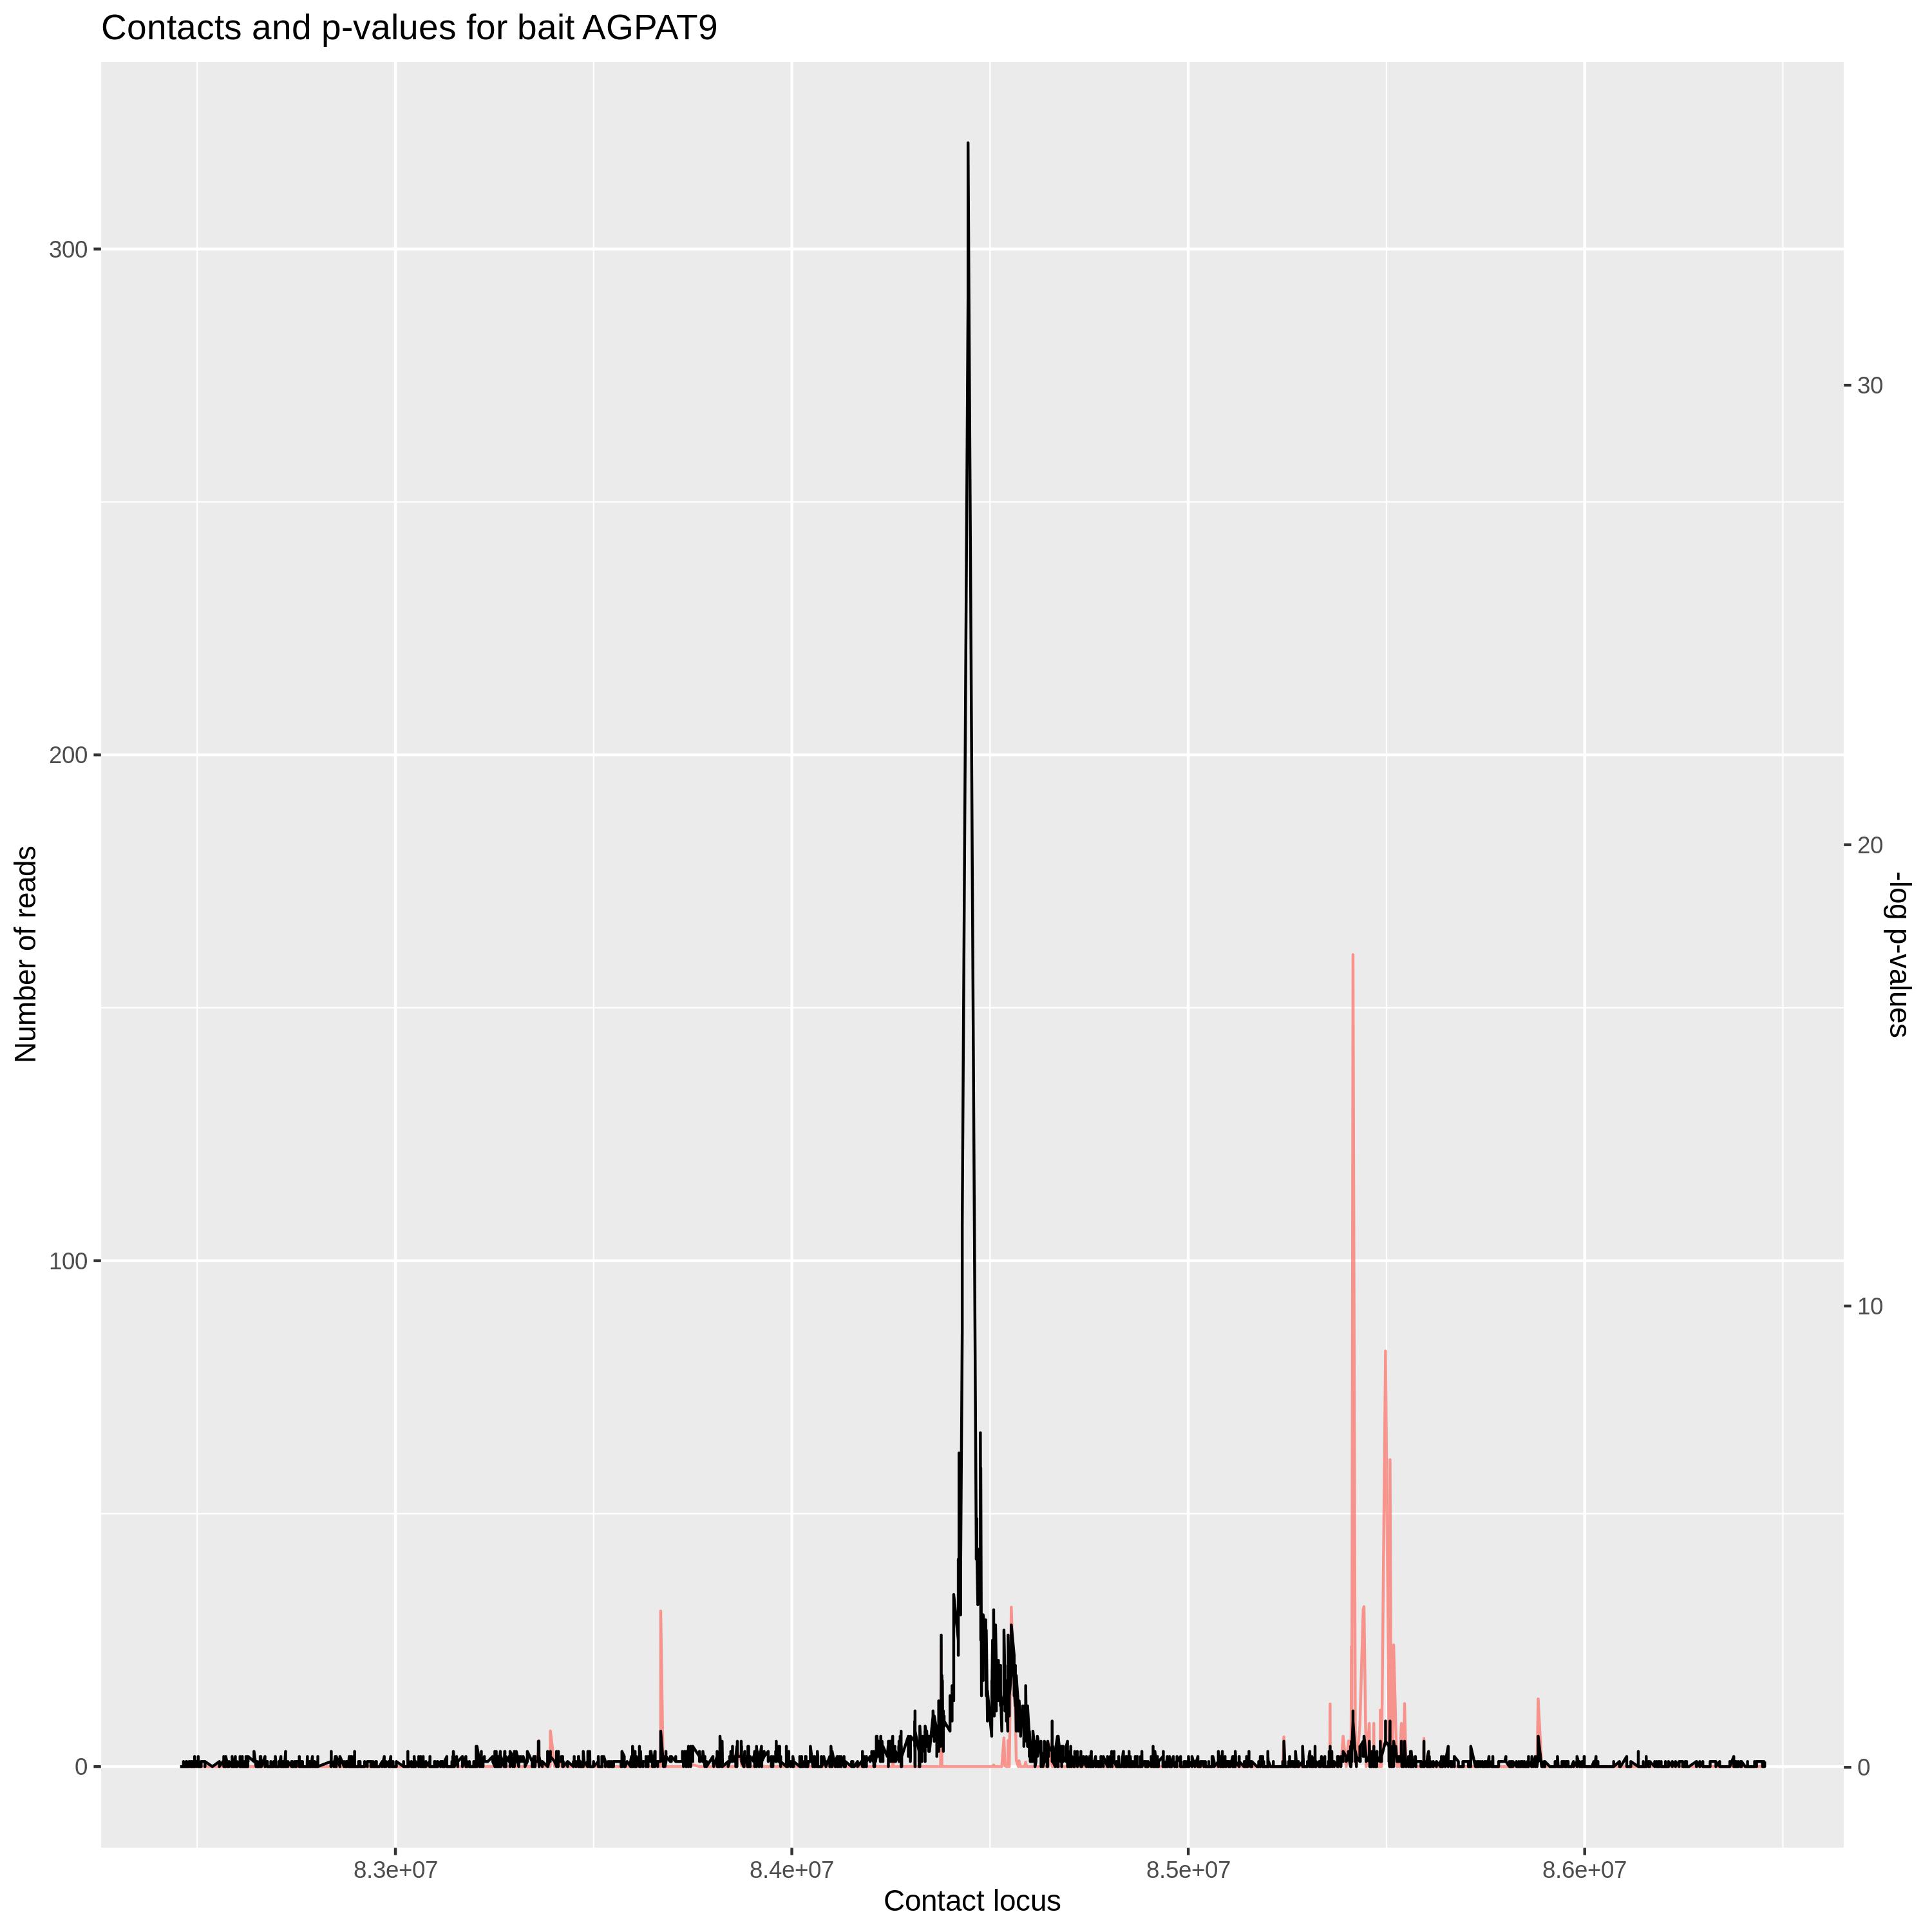 Contacts and p-values for bait AGPAT9
300
200
100
0
Number of reads
30
20
10
0
-log p-values
8.3e+07
8.4e+07
8.5e+07
8.6e+07
Contact locus